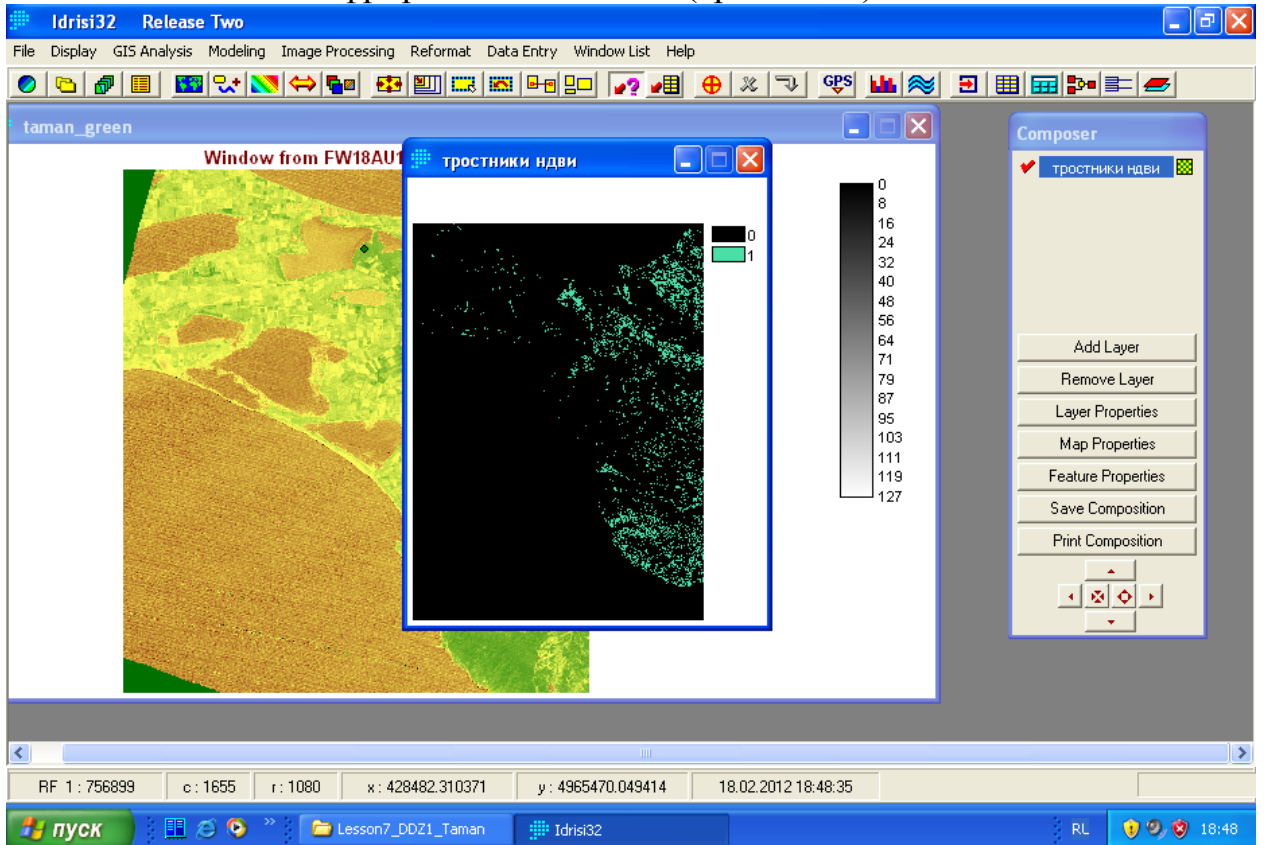 Idrisi32 Release Two
File Display GIS Analysis Modeling Image Processing Reformat Data Entry Window List Help
GPS
taman_green
Window from FW18AU1
тростники ндви
0
1
0
8
16
24
32
40
48
56
64
71
79
87
95
103
111
119
127
Composer
тростники ндви
Add Layer
Remove Layer
Layer Properties
Map Properties
Feature Properties
Save Composition
Print Composition
RF 1 : 756899 c : 1655 r : 1080 x : 428482.310371 y : 4965470.049414 18.02.2012 18:48:35
пуск » Lesson7_DDZ1_Taman Idrisi32 RL 18:48